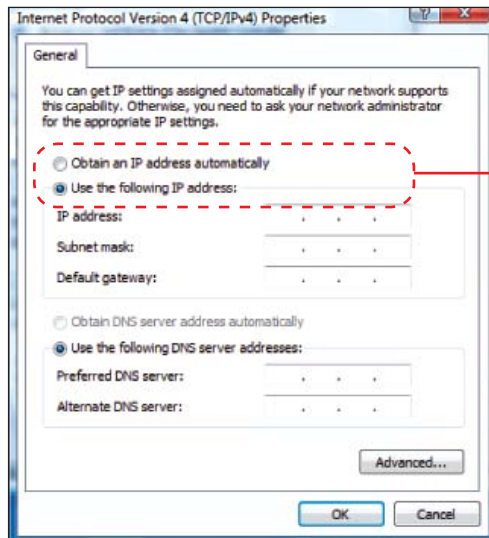 Internet Protocol Version 4 (TCP/IPv4) Properties
General
You can get IP settings assigned automatically if your network supports
this capability. Otherwise, you need to ask your network administrator
for the appropriate IP settings.
Obtain an IP address automatically
Use the following IP address:
IP address:
Subnet mask:
Default gateway:
Obtain DNS server address automatically
Use the following DNS server addresses:
Preferred DNS server:
Alternate DNS server:
Advanced...
OK
Cancel